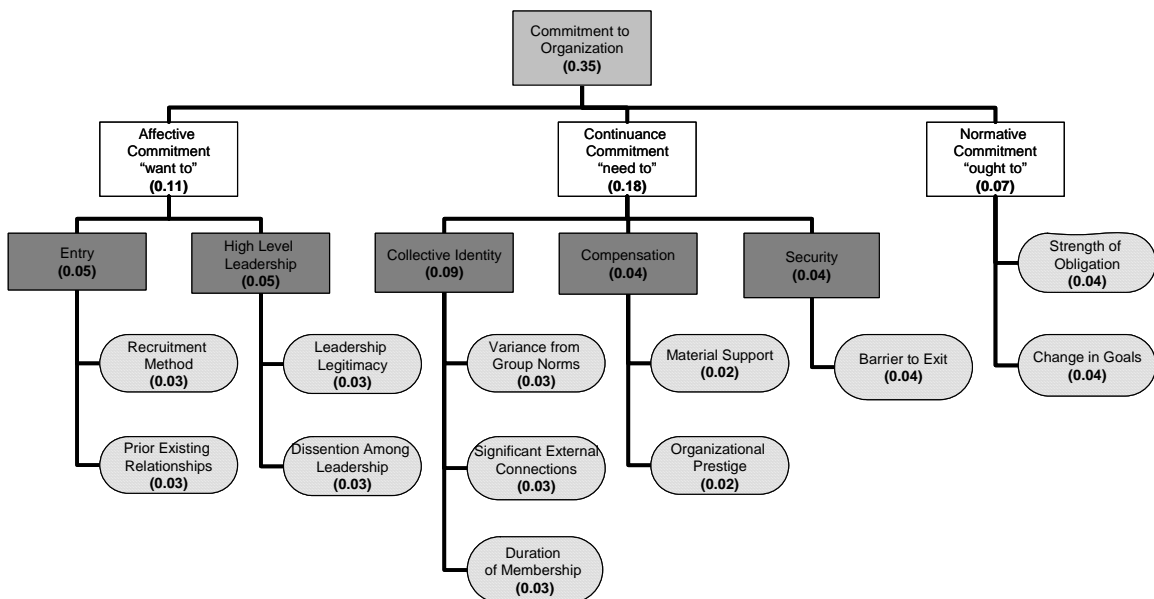 Commitment to
Organization
(0.35)
Affective
Commitment
“want to”
(0.11)
Continuance
Commitment
“need to”
(0.18)
Normative
Commitment
“ought to”
(0.07)
Entry
(0.05)
High Level
Leadership
(0.05)
Collective Identity
(0.09)
Compensation
(0.04)
Security
(0.04)
Strength of
Obligation
(0.04)
Recruitment
Method
(0.03)
Leadership
Legitimacy
(0.03)
Variance from
Group Norms
(0.03)
Material Support
(0.02)
Barrier to Exit
(0.04)
Change in Goals
(0.04)
Prior Existing
Relationships
(0.03)
Dissention Among
Leadership
(0.03)
Significant External
Connections
(0.03)
Organizational
Prestige
(0.02)
Duration
of Membership
(0.03)